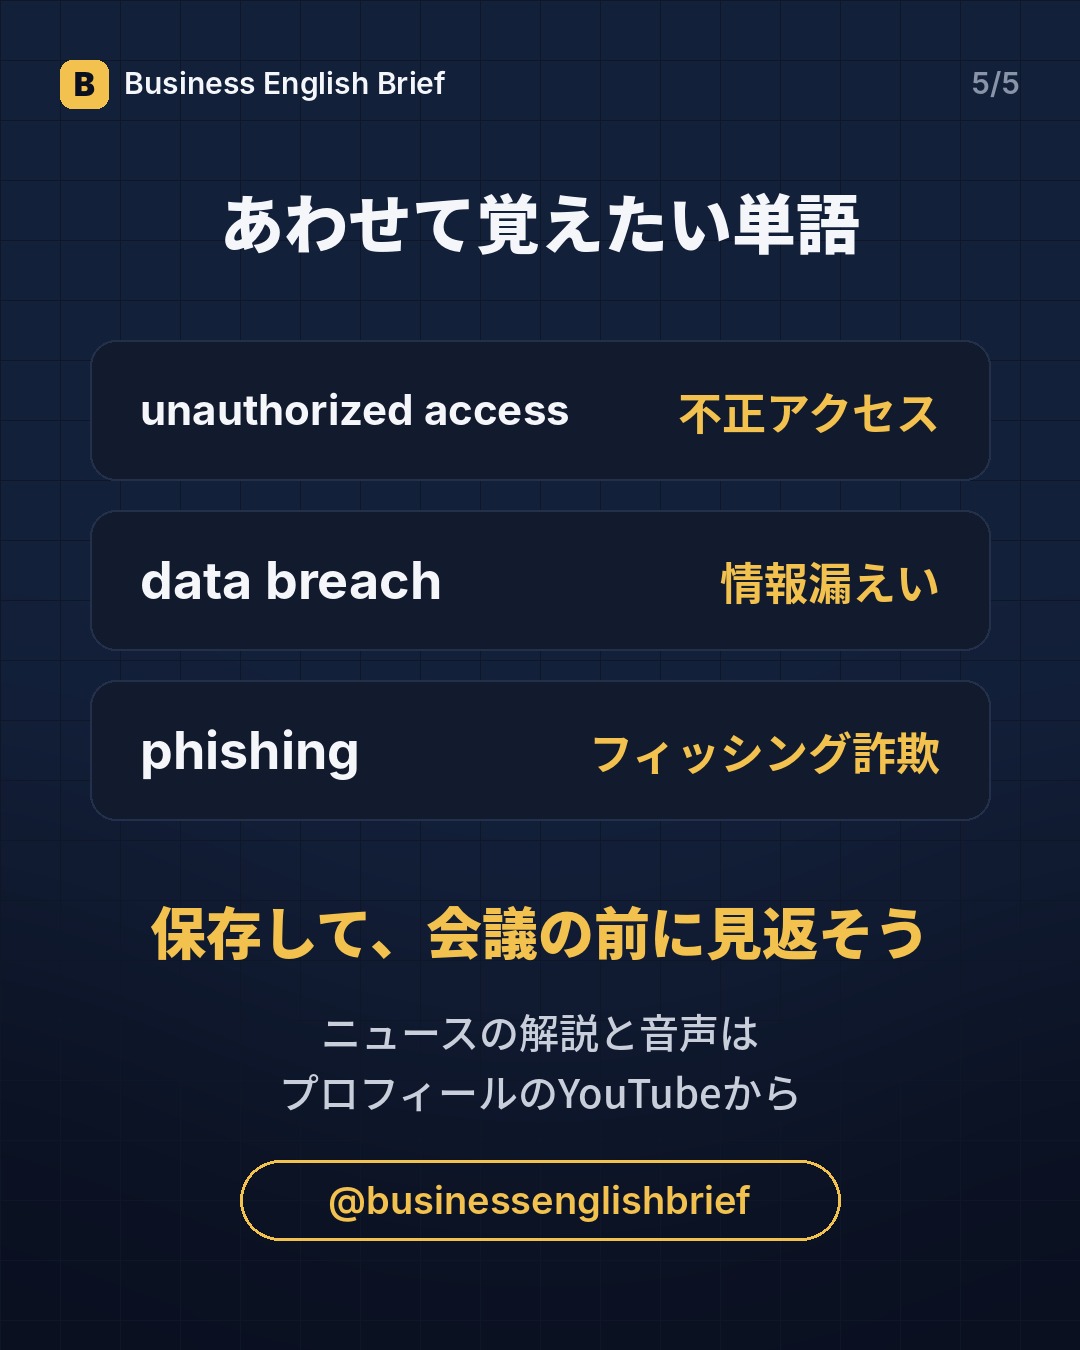 B Business English Brief 5/5
あわせて覚えたい単語
unauthorized access 不正アクセス
data breach 情報漏えい
phishing フィッシング詐欺
保存して、会議の前に見返そう
ニュースの解説と音声は
プロフィールのYouTubeから
@businessenglishbrief